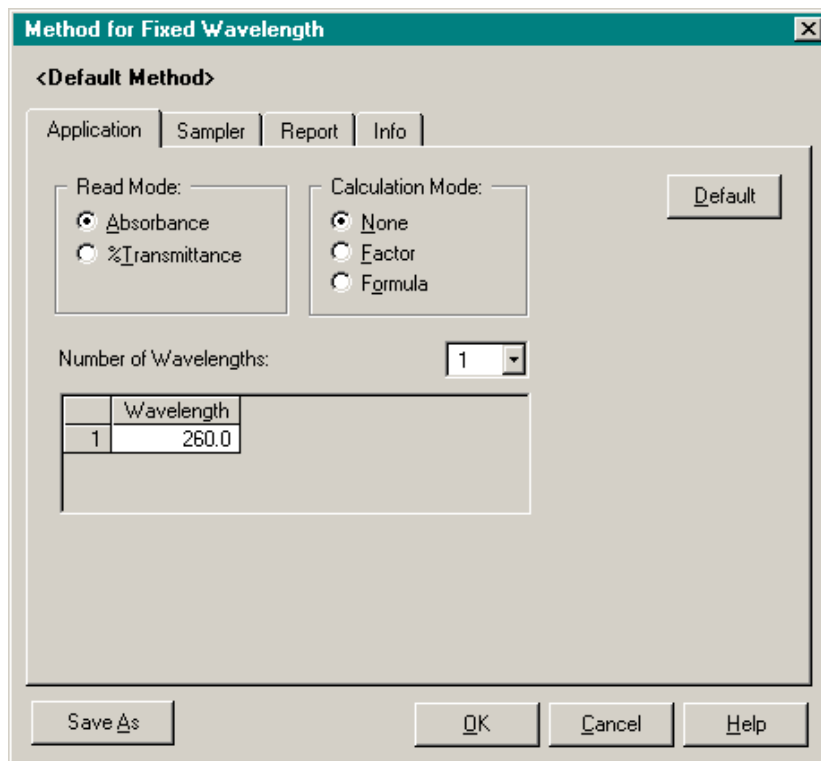 Method for Fixed Wavelength
<Default Method>
Application Sampler Report Info
Read Mode:
Absorbance
%Transmittance
Calculation Mode:
None
Factor
Formula
Default
Number of Wavelengths: 1
Wavelength
1 260.0
Save As OK Cancel Help